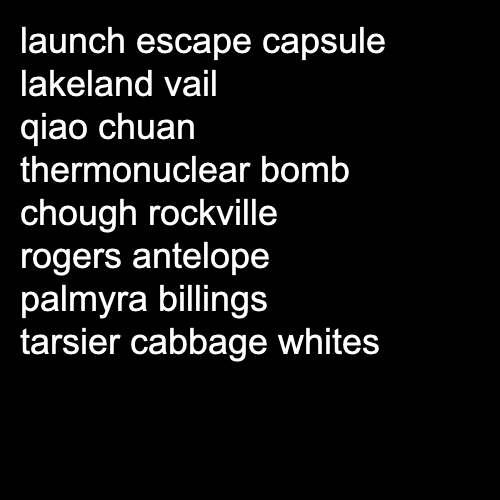 launch escape capsule
lakeland vail
qiao chuan
thermonuclear bomb
chough rockville
rogers antelope
palmyra billings
tarsier cabbage whites